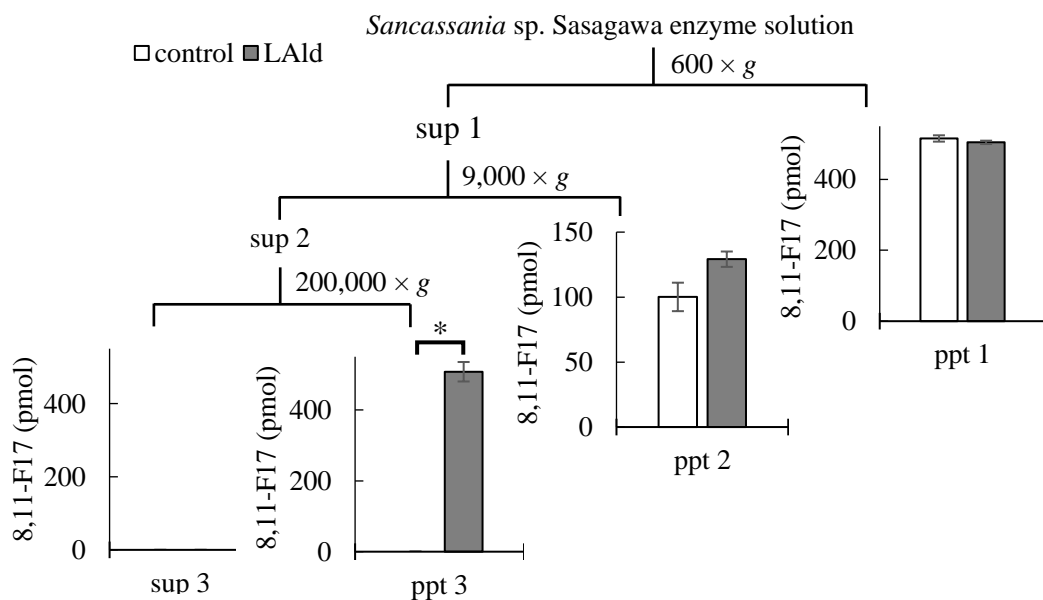 Sancassania sp. Sasagawa enzyme solution
control LAld
600 × g
sup 1
9,000 × g
sup 2
200,000 × g
8,11-F17 (pmol)
400
200
0
sup 3
8,11-F17 (pmol)
400
200
0
*
ppt 3
8,11-F17 (pmol)
150
100
50
0
ppt 2
8,11-F17 (pmol)
400
200
0
ppt 1